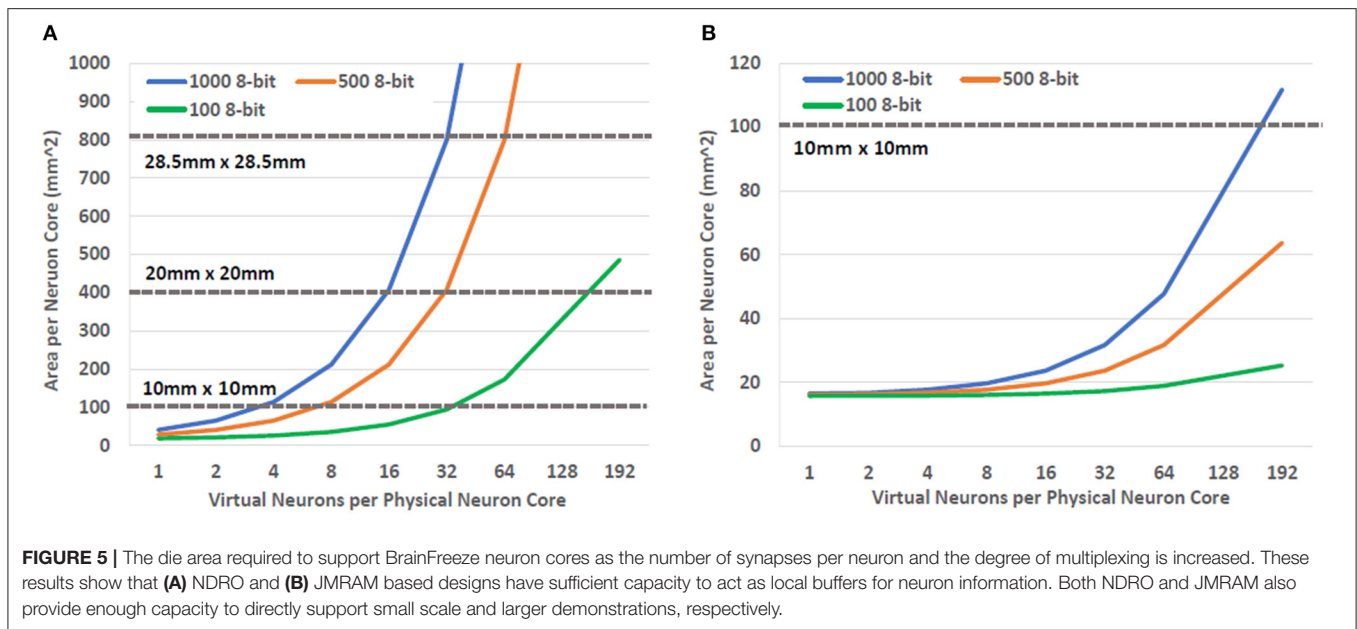 A
1000
900
800
700
600
500
400
300
200
100
0
Area per Neruon Core (mm^2)
1000 8-bit 500 8-bit
100 8-bit
28.5mm x 28.5mm
20mm x 20mm
10mm x 10mm
1 2 4 8 16 32 64 128 192
Virtual Neurons per Physical Neuron Core
B
120
100
80
60
40
20
0
Area per Neuron Core (mm^2)
1000 8-bit 500 8-bit
100 8-bit
10mm x 10mm
1 2 4 8 16 32 64 128 192
Virtual Neurons per Physical Neuron Core
FIGURE 5 | The die area required to support BrainFreeze neuron cores as the number of synapses per neuron and the degree of multiplexing is increased. These
results show that (A) NDRO and (B) JMRAM based designs have sufficient capacity to act as local buffers for neuron information. Both NDRO and JMRAM also
provide enough capacity to directly support small scale and larger demonstrations, respectively.